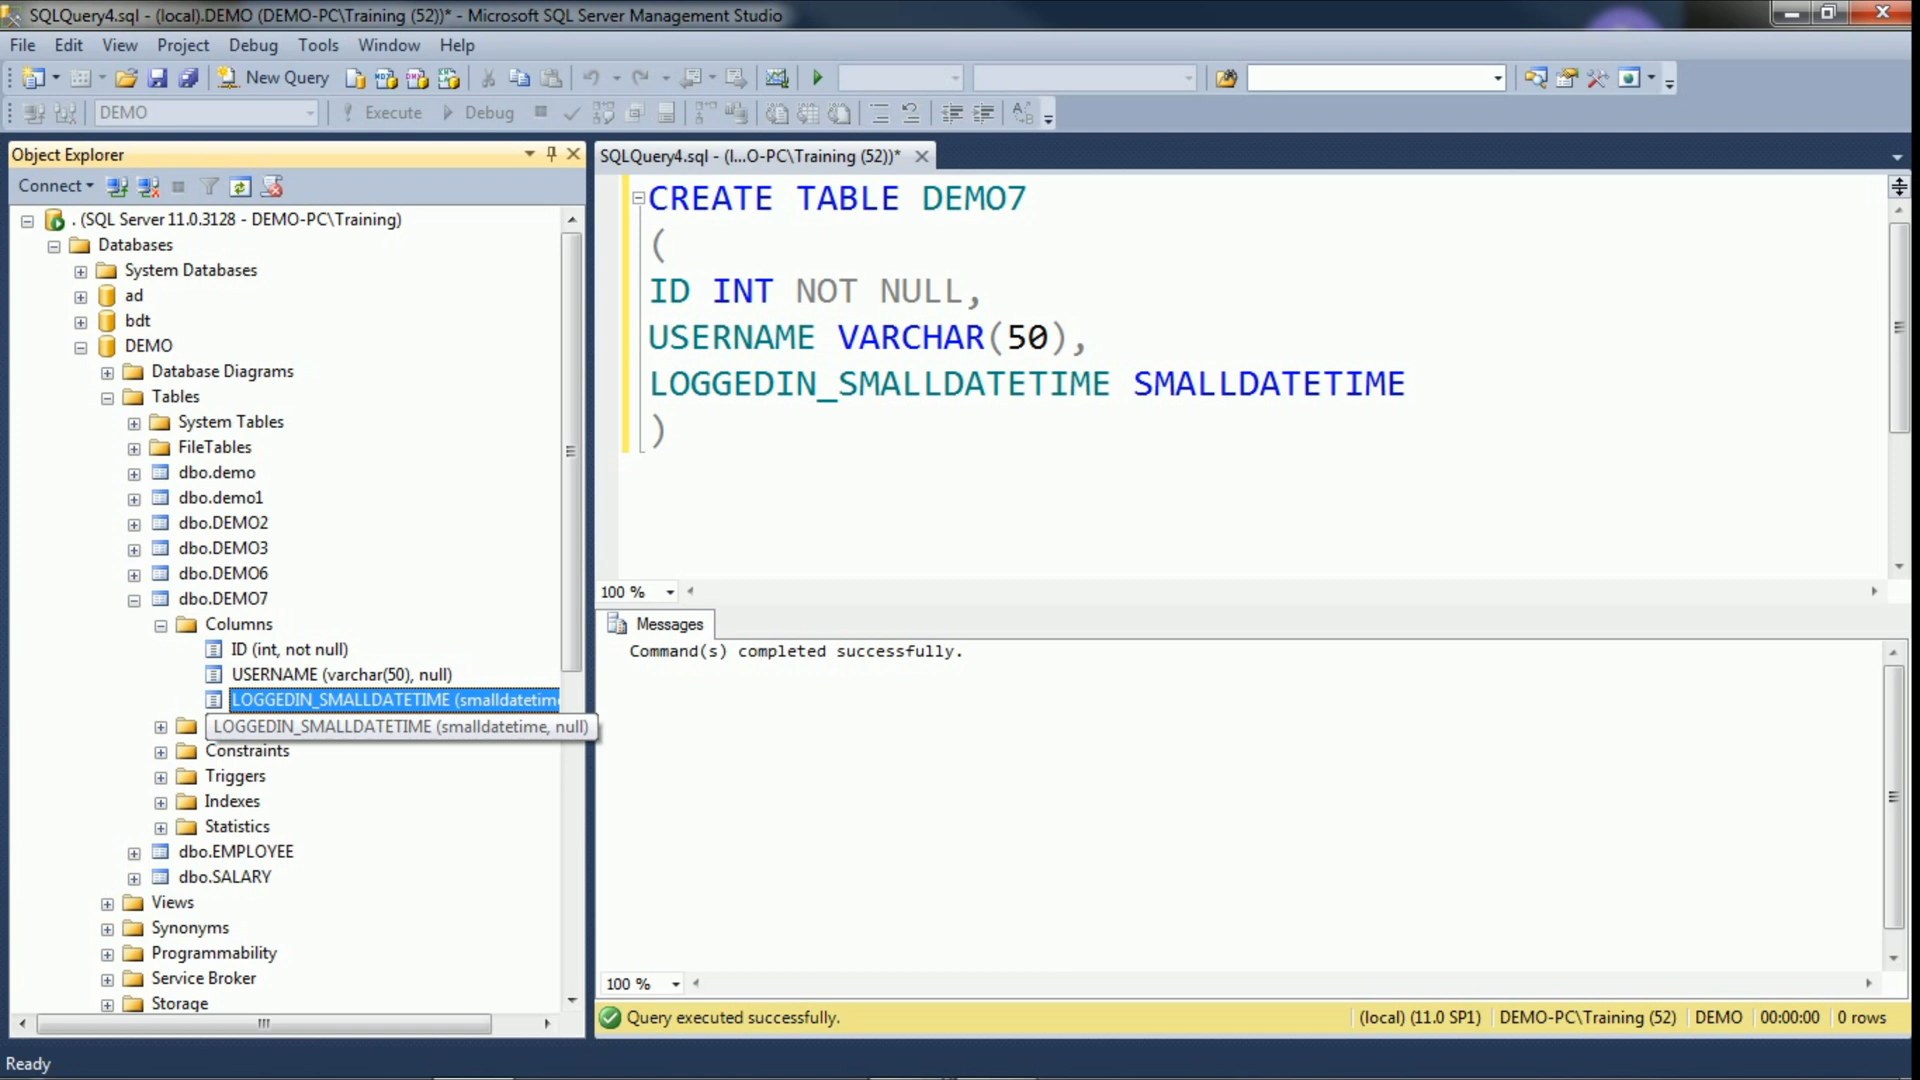 SQLQuery4.sql - (local).DEMO (DEMO-PC\Training (52))* - Microsoft SQL Server Management Studio
File Edit View Project Debug Tools Window Help
New Query
DEMO Execute Debug
Object Explorer
SQLQuery4.sql - (l...O-PC\Training (52))*
Connect
. (SQL Server 11.0.3128 - DEMO-PC\Training)
Databases
System Databases
ad
bdt
DEMO
Database Diagrams
Tables
System Tables
FileTables
dbo.demo
dbo.demo1
dbo.DEMO2
dbo.DEMO3
dbo.DEMO6
dbo.DEMO7
Columns
ID (int, not null)
USERNAME (varchar(50), null)
LOGGEDIN_SMALLDATETIME (smalldatetime
LOGGEDIN_SMALLDATETIME (smalldatetime, null)
Constraints
Triggers
Indexes
Statistics
dbo.EMPLOYEE
dbo.SALARY
Views
Synonyms
Programmability
Service Broker
Storage
CREATE TABLE DEMO7
(
ID INT NOT NULL,
USERNAME VARCHAR(50),
LOGGEDIN_SMALLDATETIME SMALLDATETIME
)
100 %
Messages
Command(s) completed successfully.
100 %
Query executed successfully. (local) (11.0 SP1) DEMO-PC\Training (52) DEMO 00:00:00 0 rows
Ready